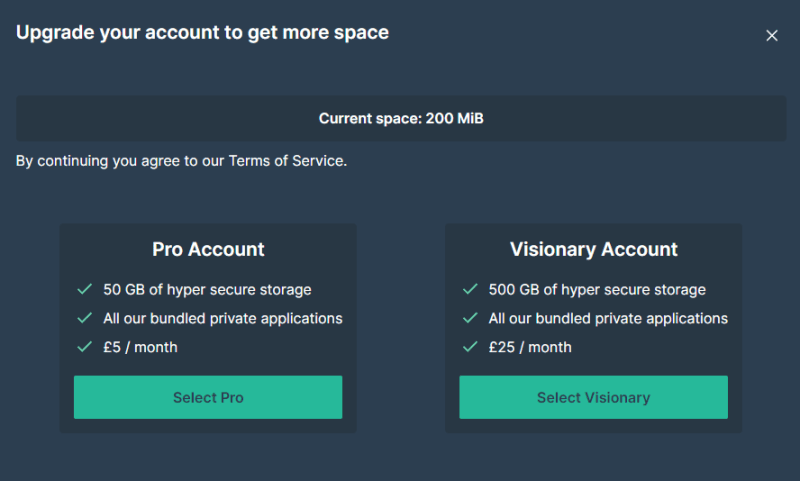 Upgrade your account to get more space
Current space: 200 MiB
By continuing you agree to our Terms of Service.
Pro Account
50 GB of hyper secure storage
All our bundled private applications
£5 / month
Select Pro
Visionary Account
500 GB of hyper secure storage
All our bundled private applications
£25 / month
Select Visionary